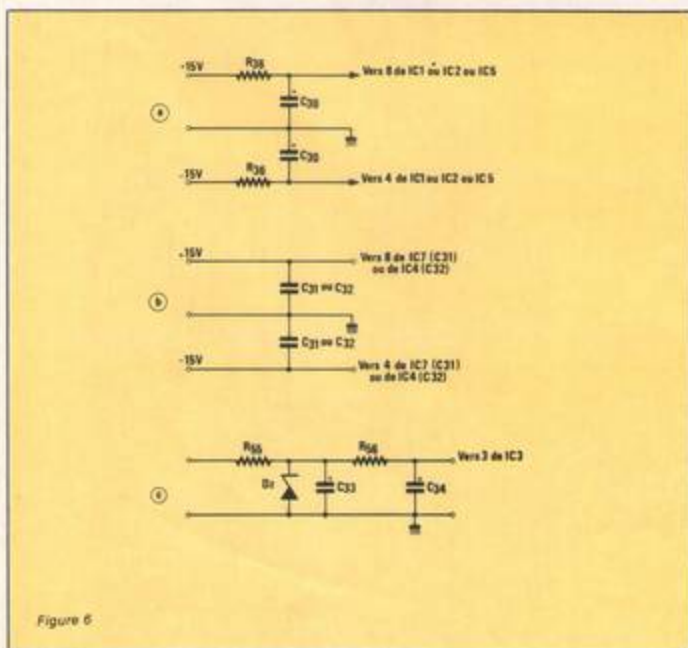 +15V R36 Vers 8 de IC1 ou IC2 ou IC5
C30
a
C30
-15V R36 Vers 4 de IC1 ou IC2 ou IC5
+15V Vers 8 de IC7 (C31)
ou de IC4 (C32)
C31 ou C32
b
C31 ou C32
-15V Vers 4 de IC7 (C31)
ou de IC4 (C32)
R55 R56 Vers 3 de IC3
c Dz C33 C34
Figure 6